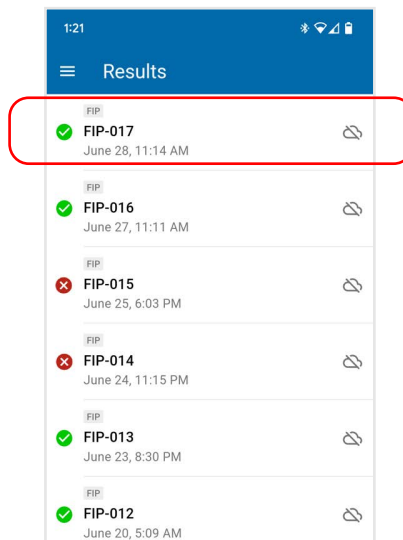 1:21
Results
FIP
FIP-017
June 28, 11:14 AM
FIP
FIP-016
June 27, 11:11 AM
FIP
FIP-015
June 25, 6:03 PM
FIP
FIP-014
June 24, 11:15 PM
FIP
FIP-013
June 23, 8:30 PM
FIP
FIP-012
June 20, 5:09 AM